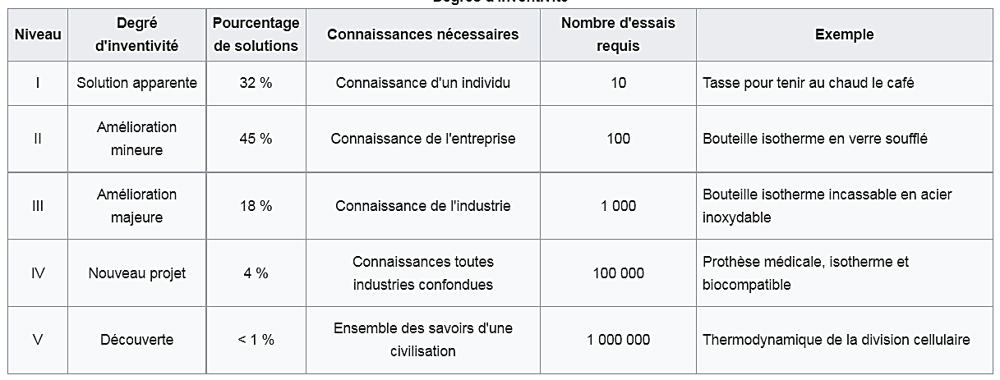 Degrés d'inventivité
Niveau
Degré
d'inventivité
Pourcentage
de solutions
Connaissances nécessaires
Nombre d'essais
requis
Exemple
I
Solution apparente
32 %
Connaissance d'un individu
10
Tasse pour tenir au chaud le café
II
Amélioration
mineure
45 %
Connaissance de l'entreprise
100
Bouteille isotherme en verre soufflé
III
Amélioration
majeure
18 %
Connaissance de l'industrie
1 000
Bouteille isotherme incassable en acier
inoxydable
IV
Nouveau projet
4 %
Connaissances toutes
industries confondues
100 000
Prothèse médicale, isotherme et
biocompatible
V
Découverte
< 1 %
Ensemble des savoirs d'une
civilisation
1 000 000
Thermodynamique de la division cellulaire